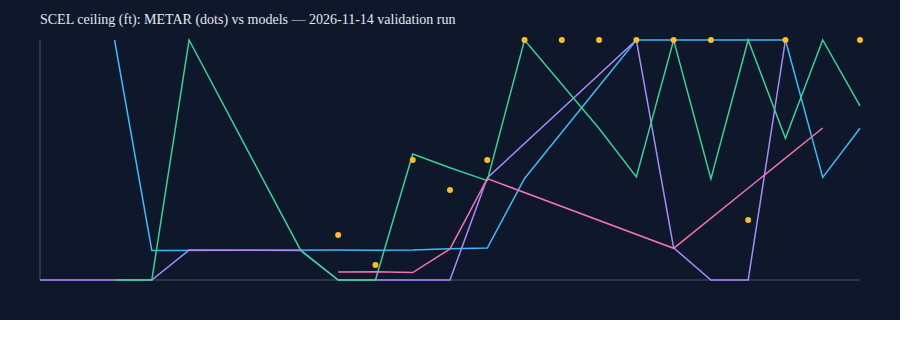 SCEL ceiling (ft): METAR (dots) vs models — 2026-11-14 validation run